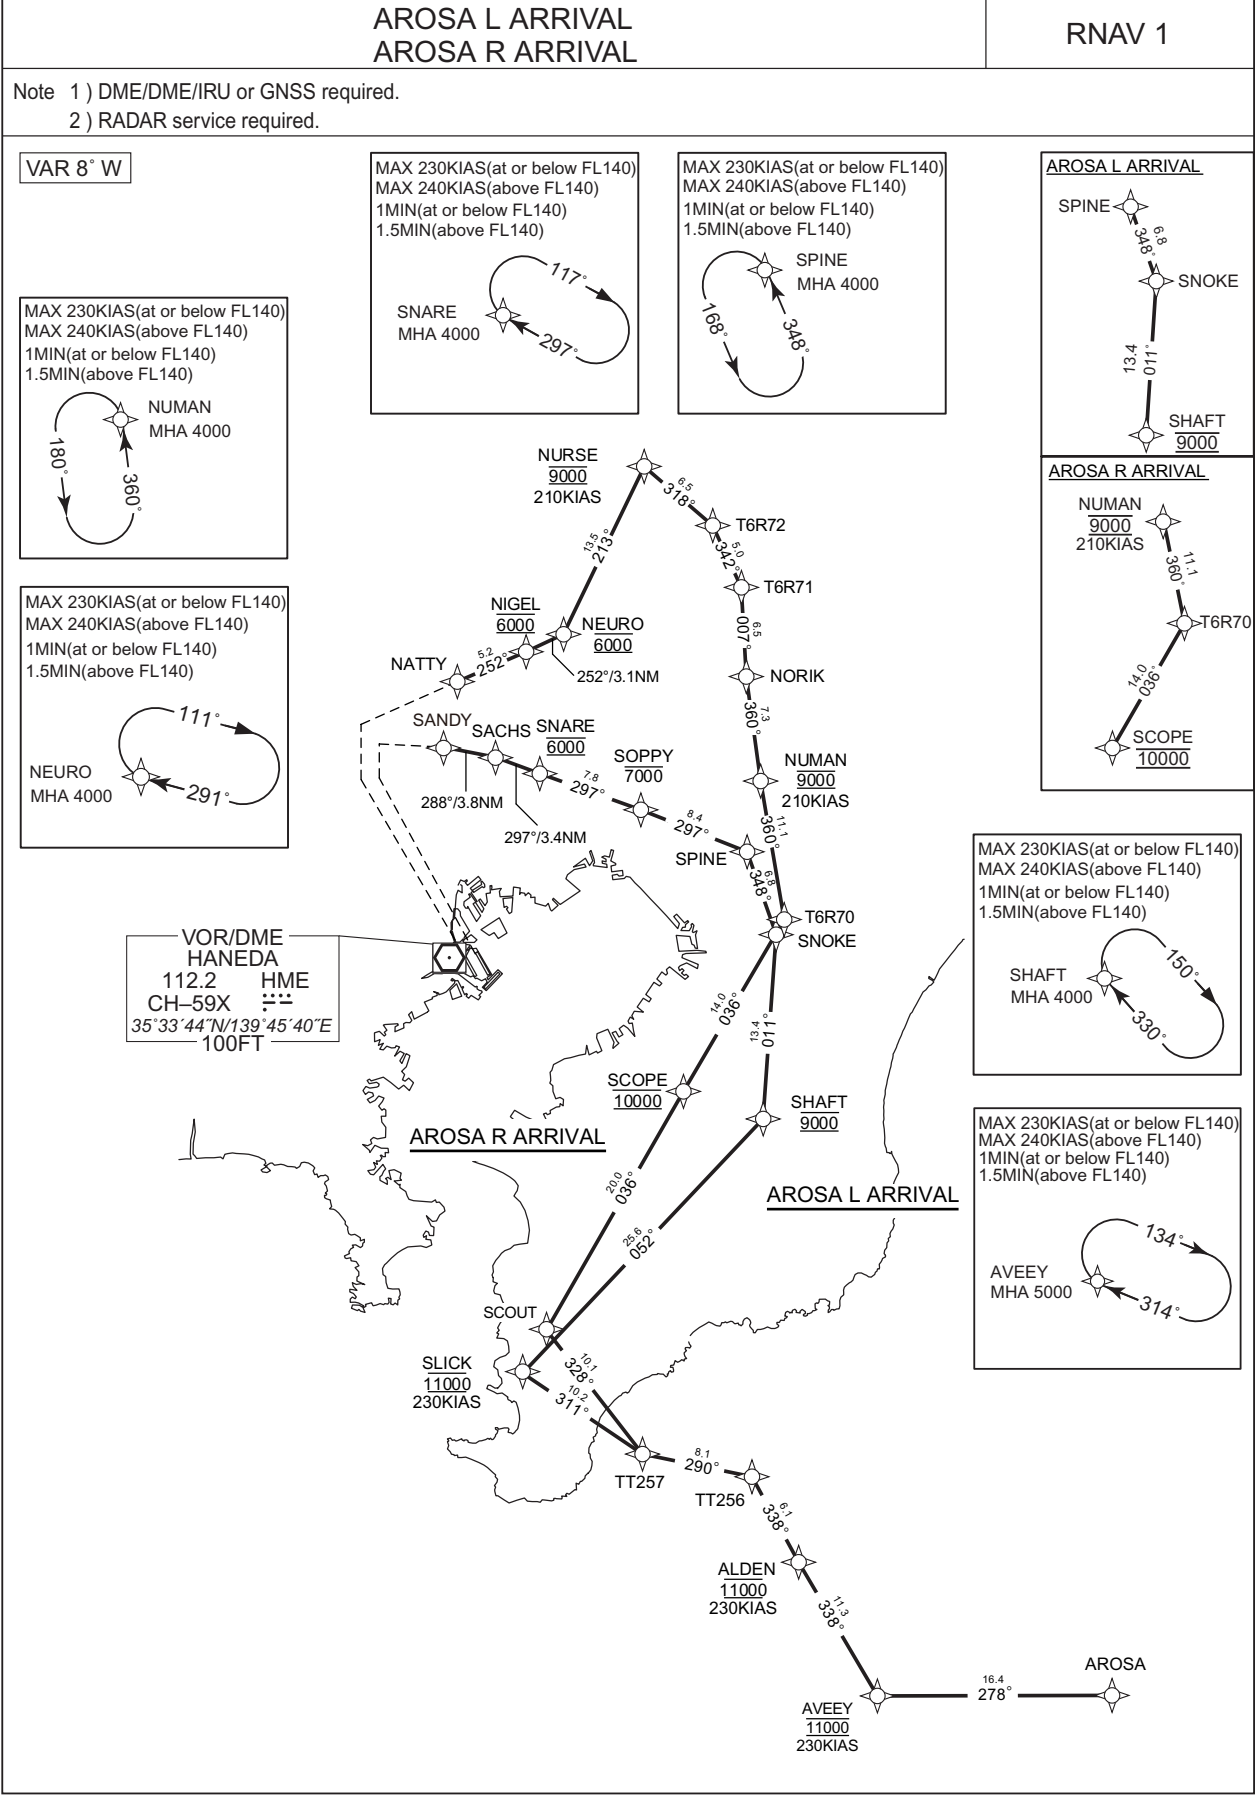 AROSA L ARRIVAL
AROSA R ARRIVAL
RNAV 1
Note 1 ) DME/DME/IRU or GNSS required.
2 ) RADAR service required.
VAR 8° W
MAX 230KIAS(at or below FL140)
MAX 240KIAS(above FL140)
1MIN(at or below FL140)
1.5MIN(above FL140)
117°
SNARE
MHA 4000
297°
MAX 230KIAS(at or below FL140)
MAX 240KIAS(above FL140)
1MIN(at or below FL140)
1.5MIN(above FL140)
SPINE
MHA 4000
168°
348°
AROSA L ARRIVAL
SPINE
6.8
348°
SNOKE
13.4
011°
SHAFT
9000
MAX 230KIAS(at or below FL140)
MAX 240KIAS(above FL140)
1MIN(at or below FL140)
1.5MIN(above FL140)
NUMAN
MHA 4000
180°
360°
AROSA R ARRIVAL
NUMAN
9000
210KIAS
11.1
360°
T6R70
14.0
036°
SCOPE
10000
MAX 230KIAS(at or below FL140)
MAX 240KIAS(above FL140)
1MIN(at or below FL140)
1.5MIN(above FL140)
111°
NEURO
MHA 4000
291°
NURSE
9000
210KIAS
6.5
318°
T6R72
5.0
342°
T6R71
13.5
213°
6.5
007°
NIGEL
6000
NEURO
6000
NATTY
5.2
252°
252°/3.1NM
NORIK
7.3
360°
SANDY
SACHS
SNARE
6000
SOPPY
7000
NUMAN
9000
210KIAS
288°/3.8NM
7.8
297°
297°/3.4NM
8.4
297°
11.1
360°
SPINE
6.8
348°
T6R70
SNOKE
VOR/DME
HANEDA
112.2 HME
CH–59X
35°33′44″N/139°45′40″E
100FT
14.0
036°
13.4
011°
SCOPE
10000
SHAFT
9000
AROSA R ARRIVAL
AROSA L ARRIVAL
20.0
036°
25.6
052°
MAX 230KIAS(at or below FL140)
MAX 240KIAS(above FL140)
1MIN(at or below FL140)
1.5MIN(above FL140)
SHAFT
MHA 4000
150°
330°
MAX 230KIAS(at or below FL140)
MAX 240KIAS(above FL140)
1MIN(at or below FL140)
1.5MIN(above FL140)
134°
AVEEY
MHA 5000
314°
SCOUT
SLICK
11000
230KIAS
10.1
328°
10.2
311°
TT257
8.1
290°
TT256
6.1
338°
ALDEN
11000
230KIAS
11.3
338°
AROSA
16.4
278°
AVEEY
11000
230KIAS